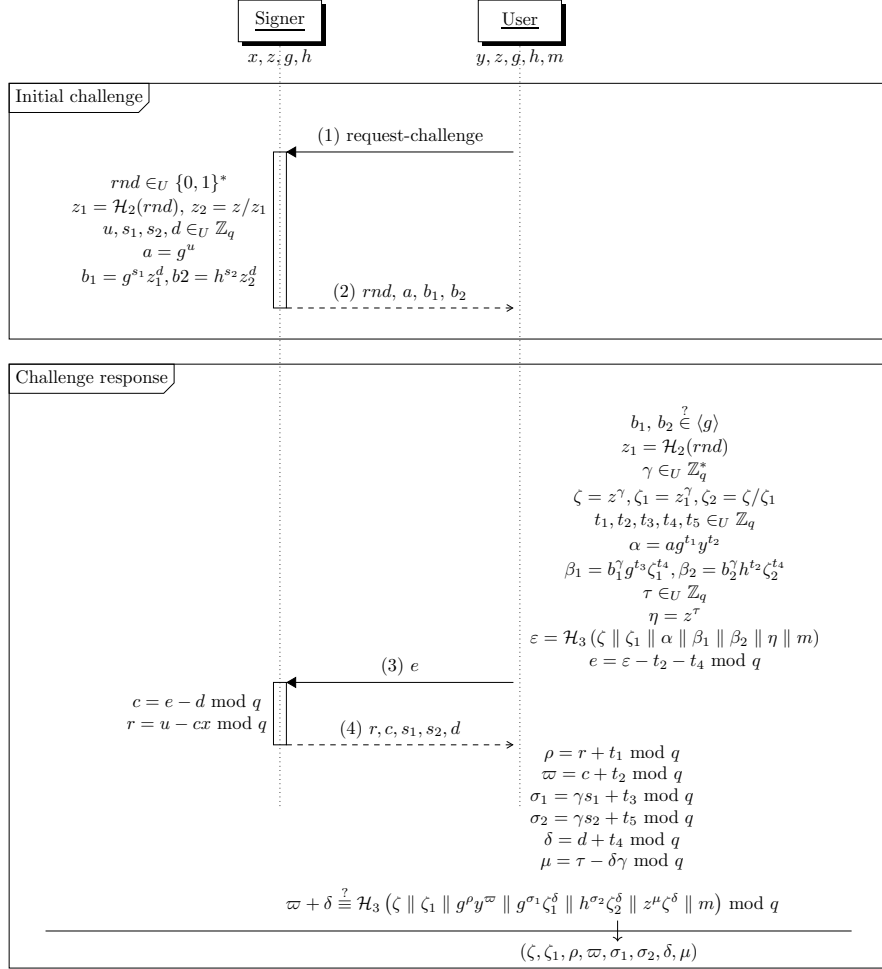 Signer
User
x, z, g, h
y, z, g, h, m
Initial challenge
(1) request-challenge
rnd ∈_U {0, 1}^*
z_1 = ℋ_2(rnd), z_2 = z/z_1
u, s_1, s_2, d ∈_U ℤ_q
a = g^u
b_1 = g^{s_1} z_1^d, b2 = h^{s_2} z_2^d
(2) rnd, a, b_1, b_2
Challenge response
b_1, b_2 ∈^? ⟨g⟩
z_1 = ℋ_2(rnd)
γ ∈_U ℤ_q^*
ζ = z^γ, ζ_1 = z_1^γ, ζ_2 = ζ/ζ_1
t_1, t_2, t_3, t_4, t_5 ∈_U ℤ_q
α = ag^{t_1} y^{t_2}
β_1 = b_1^γ g^{t_3} ζ_1^{t_4}, β_2 = b_2^γ h^{t_2} ζ_2^{t_4}
τ ∈_U ℤ_q
η = z^τ
ε = ℋ_3 (ζ ∥ ζ_1 ∥ α ∥ β_1 ∥ β_2 ∥ η ∥ m)
e = ε − t_2 − t_4 mod q
(3) e
c = e − d mod q
r = u − cx mod q
(4) r, c, s_1, s_2, d
ρ = r + t_1 mod q
ϖ = c + t_2 mod q
σ_1 = γs_1 + t_3 mod q
σ_2 = γs_2 + t_5 mod q
δ = d + t_4 mod q
μ = τ − δγ mod q
ϖ + δ ≡^? ℋ_3 (ζ ∥ ζ_1 ∥ g^ρ y^ϖ ∥ g^{σ_1} ζ_1^δ ∥ h^{σ_2} ζ_2^δ ∥ z^μ ζ^δ ∥ m) mod q
(ζ, ζ_1, ρ, ϖ, σ_1, σ_2, δ, μ)